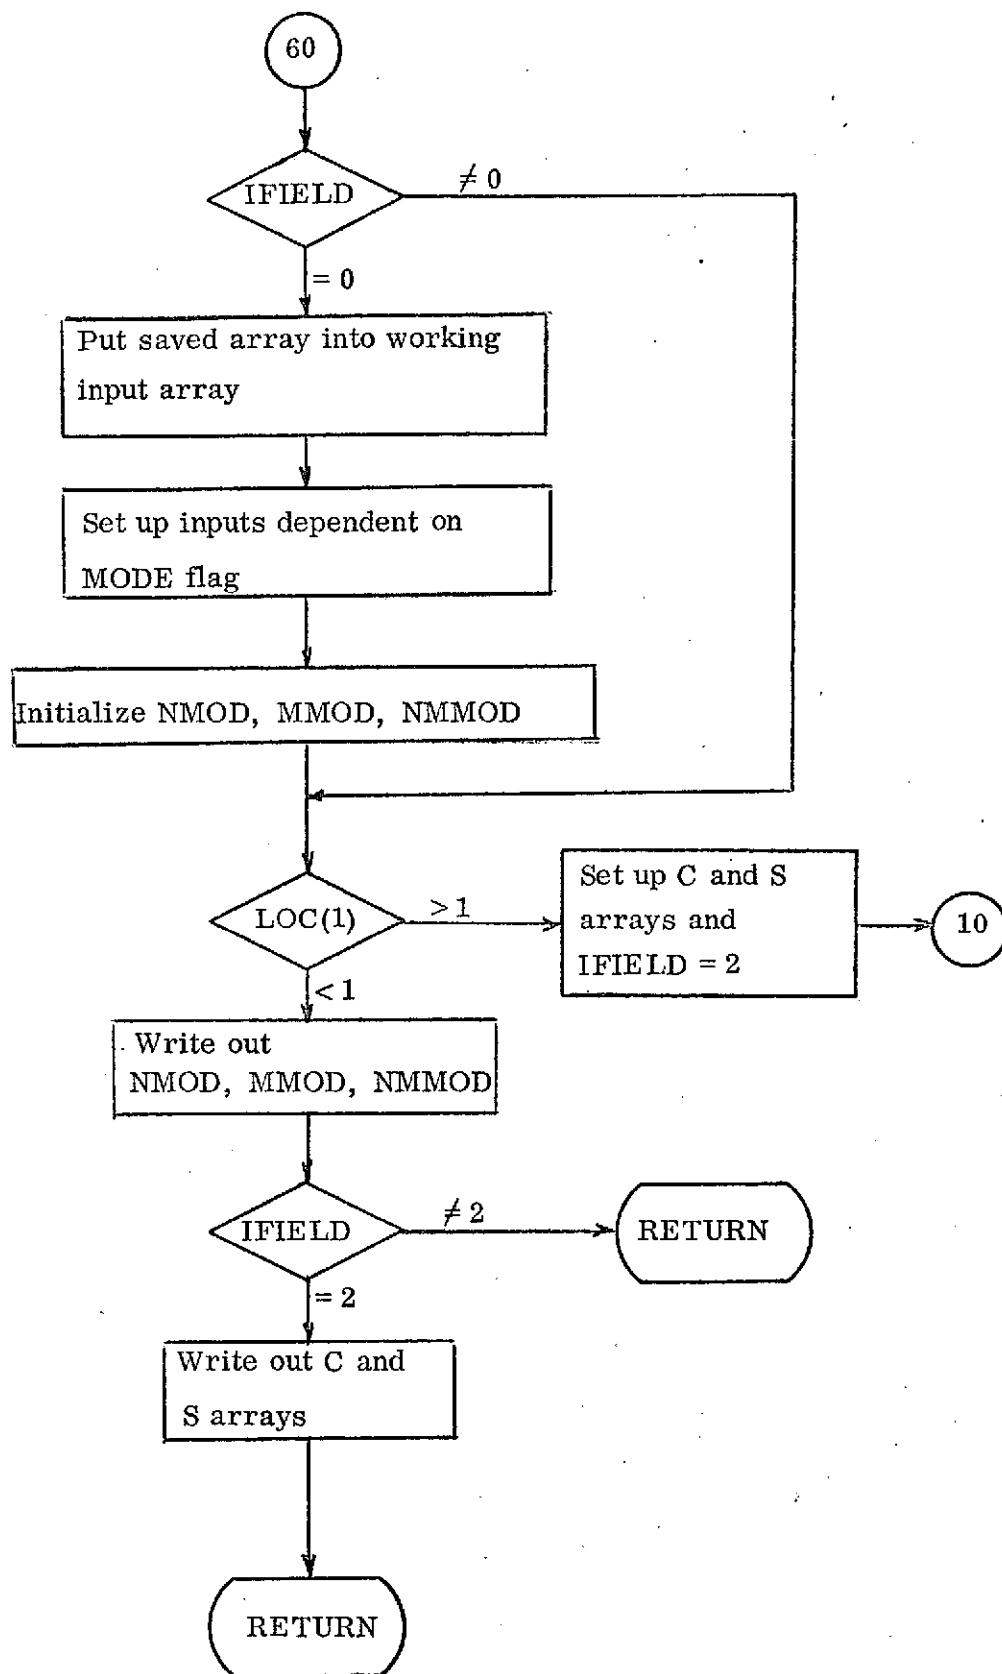 60
IFIELD
≠ 0
= 0
Put saved array into working
input array
Set up inputs dependent on
MODE flag
Initialize NMOD, MMOD, NMMOD
LOC(1)
> 1
Set up C and S
arrays and
IFIELD = 2
10
< 1
Write out
NMOD, MMOD, NMMOD
IFIELD
≠ 2
RETURN
= 2
Write out C and
S arrays
RETURN